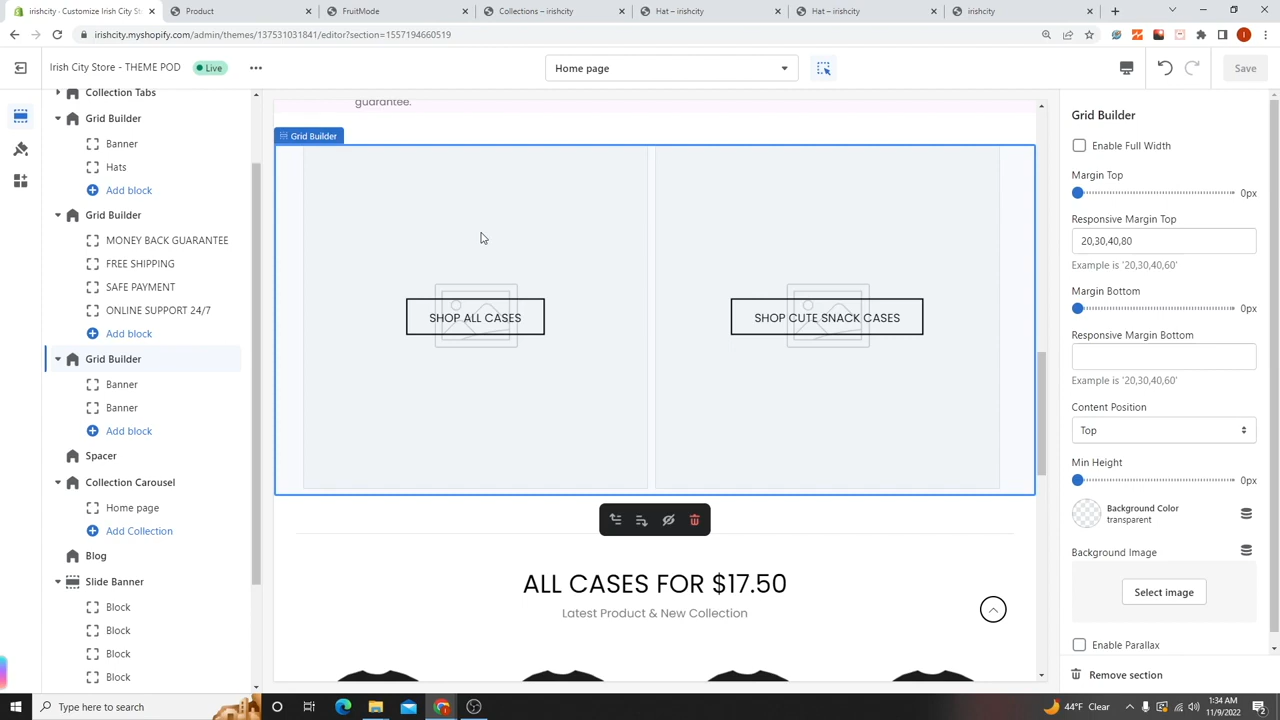 irishcity - Customize Irish City St
Product
FruitMode
Collections – irishcity
Hat – irishcity
Hat – irishcity
irishcity
irishcity.myshopify.com/admin/themes/137531031841/editor?section=1557194660519
Irish City Store - THEME POD
Live
Home page
Save
Collection Tabs
Grid Builder
Banner
Hats
Add block
Grid Builder
MONEY BACK GUARANTEE
FREE SHIPPING
SAFE PAYMENT
ONLINE SUPPORT 24/7
Add block
Grid Builder
Banner
Banner
Add block
Spacer
Collection Carousel
Home page
Add Collection
Blog
Slide Banner
Block
Block
Block
Block
guarantee.
Grid Builder
SHOP ALL CASES
SHOP CUTE SNACK CASES
ALL CASES FOR $17.50
Latest Product & New Collection
Grid Builder
Enable Full Width
Margin Top
0px
Responsive Margin Top
20,30,40,80
Example is '20,30,40,60'
Margin Bottom
0px
Responsive Margin Bottom
Example is '20,30,40,60'
Content Position
Top
Min Height
0px
Background Color
transparent
Background Image
Select image
Enable Parallax
Remove section
Type here to search
44°F Clear
1:34 AM
11/9/2022